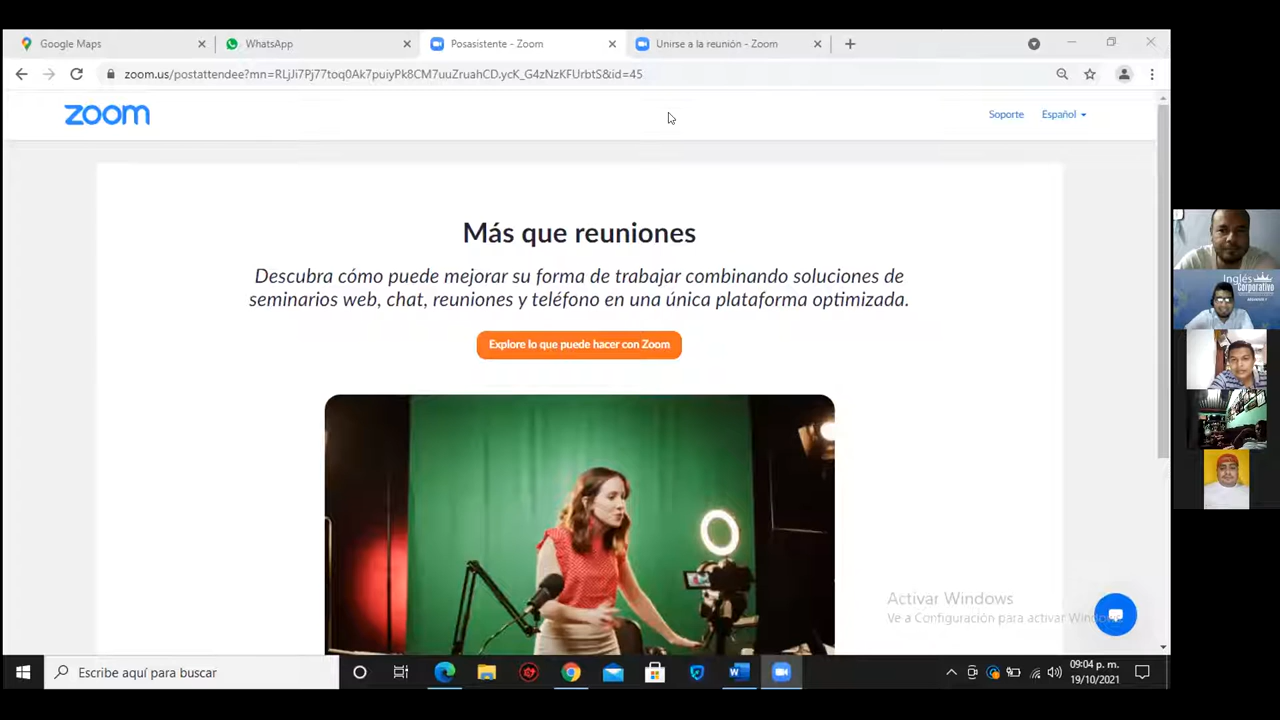 Google Maps
WhatsApp
Posasistente - Zoom
Unirse a la reunión - Zoom
zoom.us/postattendee?mn=RLjJi7Pj77toq0Ak7puiyPk8CM7uuZruahCD.ycK_G4zNzKFUrbtS&id=45
zoom
Soporte
Español
Más que reuniones
Descubra cómo puede mejorar su forma de trabajar combinando soluciones de
seminarios web, chat, reuniones y teléfono en una única plataforma optimizada.
Explore lo que puede hacer con Zoom
Inglés
Corporativo
Activar Windows
Ve a Configuración para activar Windows
Escribe aquí para buscar
09:04 p. m.
19/10/2021